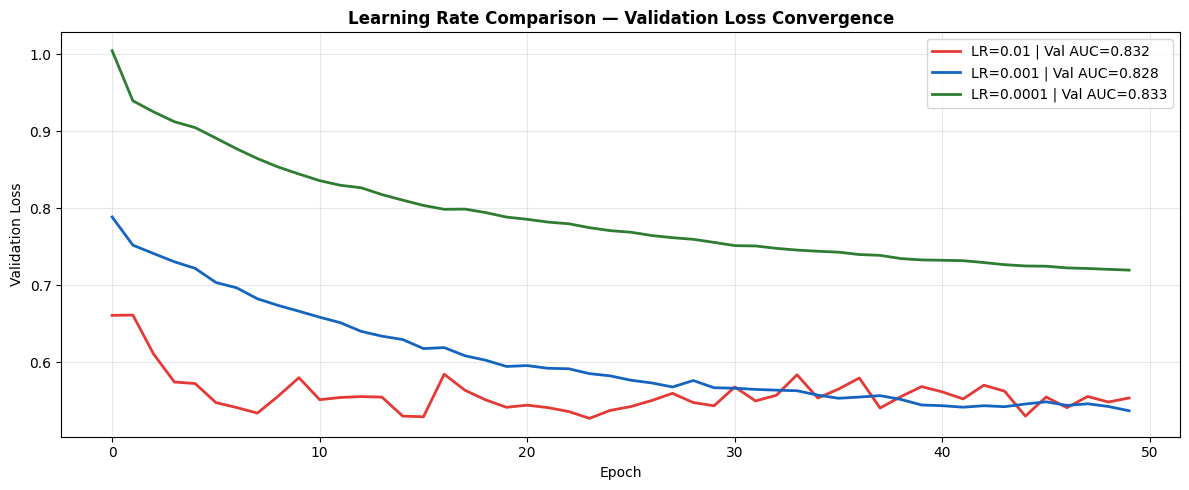 Learning Rate Comparison — Validation Loss Convergence
LR=0.01 | Val AUC=0.832
LR=0.001 | Val AUC=0.828
LR=0.0001 | Val AUC=0.833
Validation Loss
1.0
0.9
0.8
0.7
0.6
0
10
20
30
40
50
Epoch